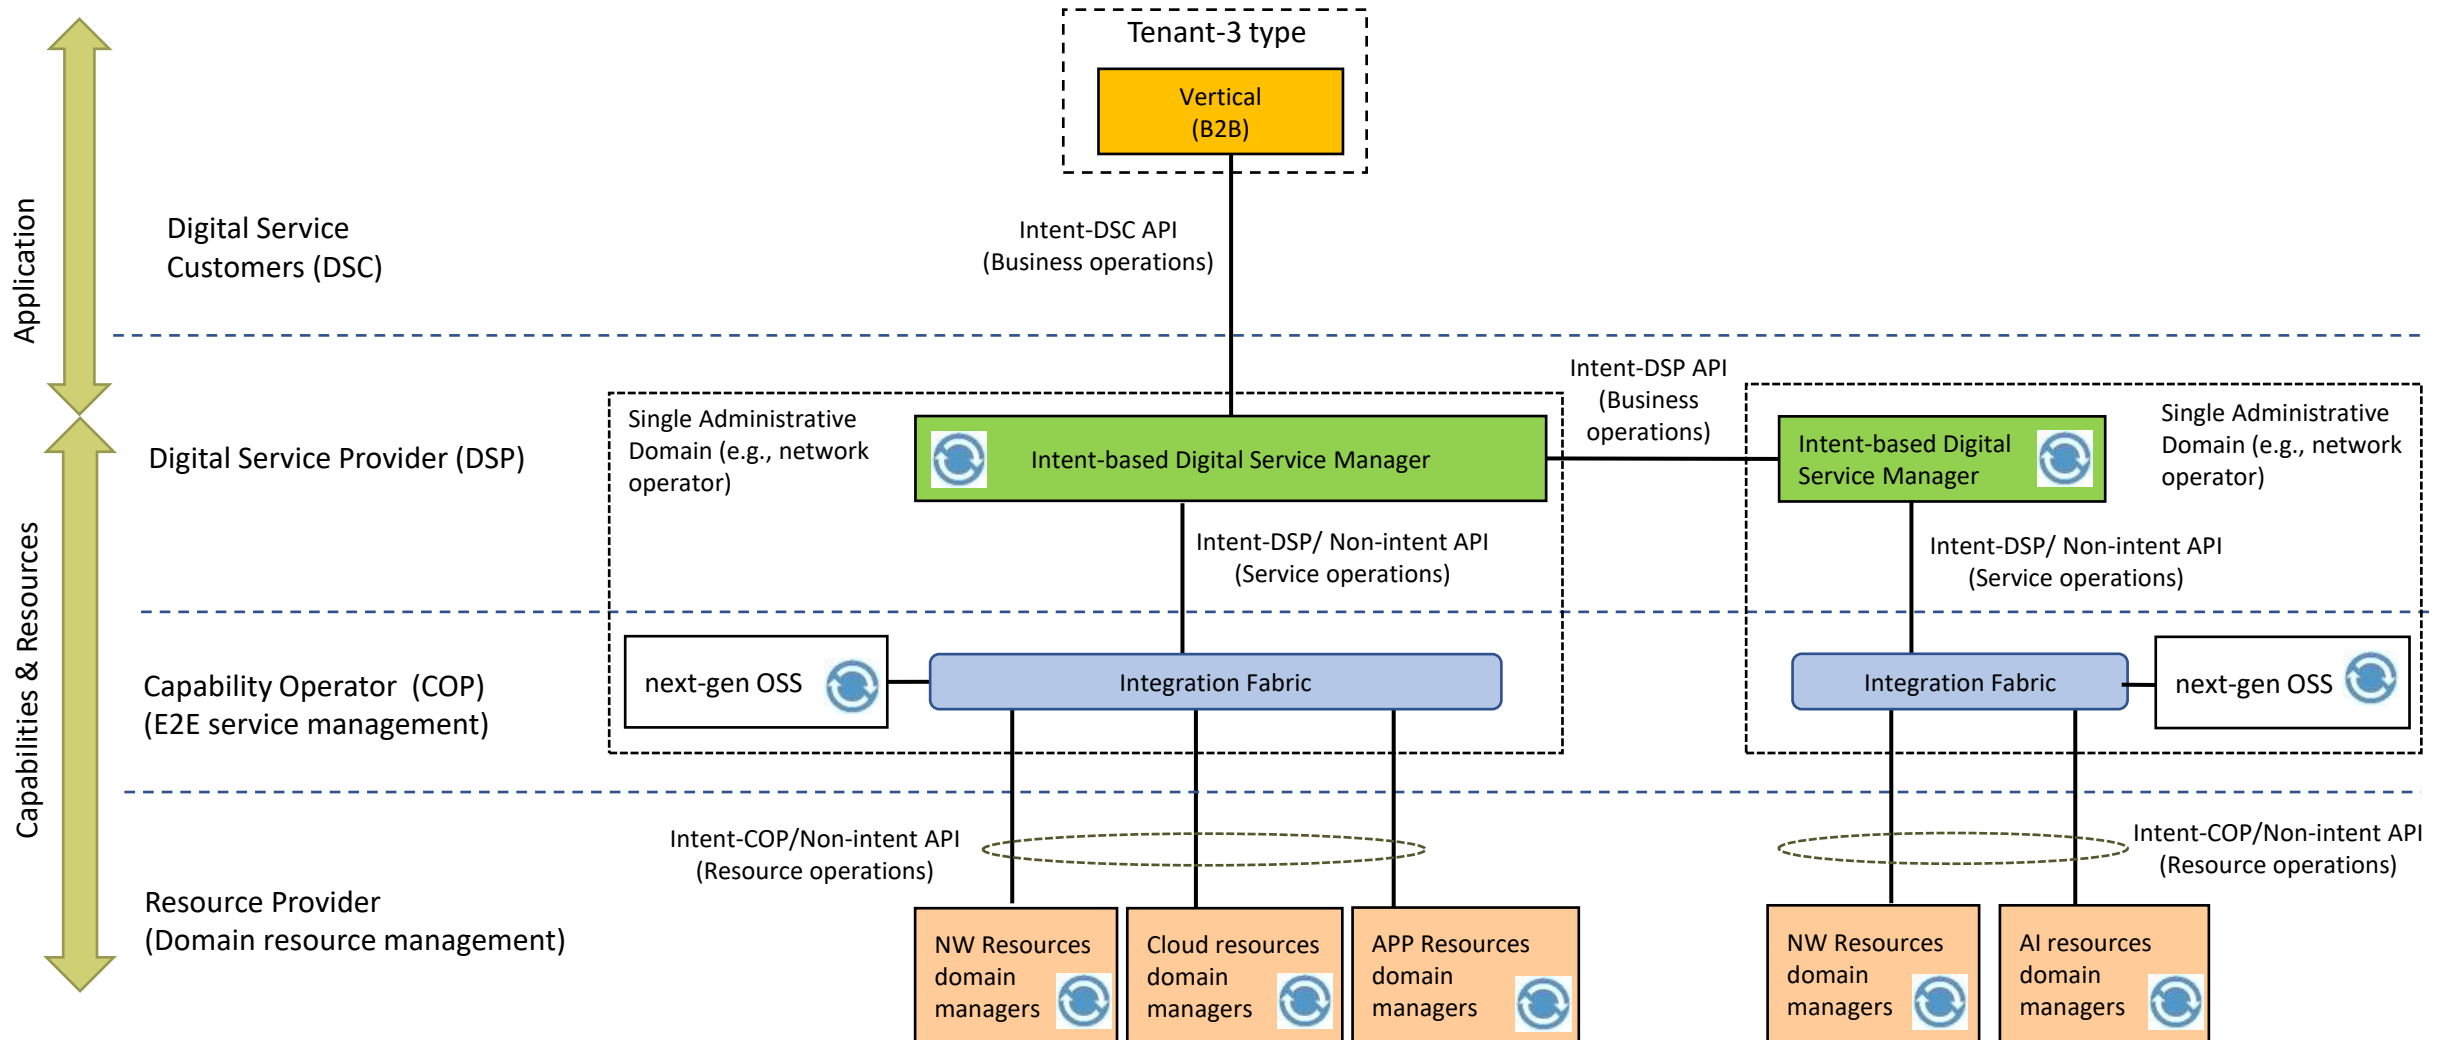 Tenant-3 type
Vertical
(B2B)
Application
Digital Service
Customers (DSC)
Intent-DSC API
(Business operations)
Intent-DSP API
(Business
operations)
Capabilities & Resources
Digital Service Provider (DSP)
Single Administrative
Domain (e.g., network
operator)
Intent-based Digital Service Manager
Intent-based Digital
Service Manager
Single Administrative
Domain (e.g., network
operator)
Intent-DSP/ Non-intent API
(Service operations)
Intent-DSP/ Non-intent API
(Service operations)
Capability Operator  (COP)
(E2E service management)
next-gen OSS
Integration Fabric
Integration Fabric
next-gen OSS
Intent-COP/Non-intent API
(Resource operations)
Intent-COP/Non-intent API
(Resource operations)
Resource Provider
(Domain resource management)
NW Resources
domain
managers
Cloud resources
domain
managers
APP Resources
domain
managers
NW Resources
domain
managers
AI resources
domain
managers